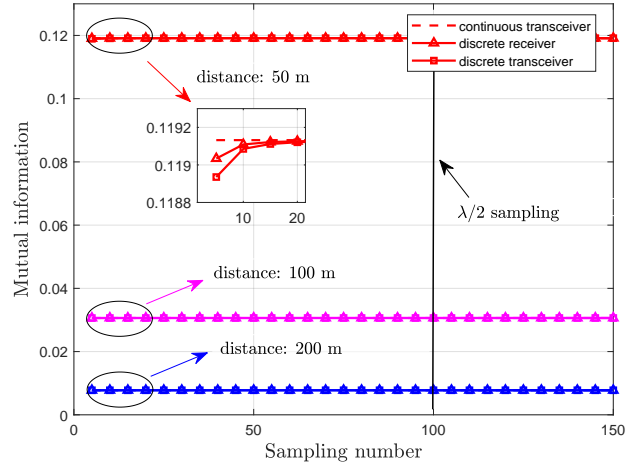 0.12
0.1
0.08
0.06
0.04
0.02
0
Mutual information
continuous transceiver
discrete receiver
discrete transceiver
distance: 50 m
0.1192
0.119
0.1188
10
20
λ/2 sampling
distance: 100 m
distance: 200 m
0
50
100
150
Sampling number